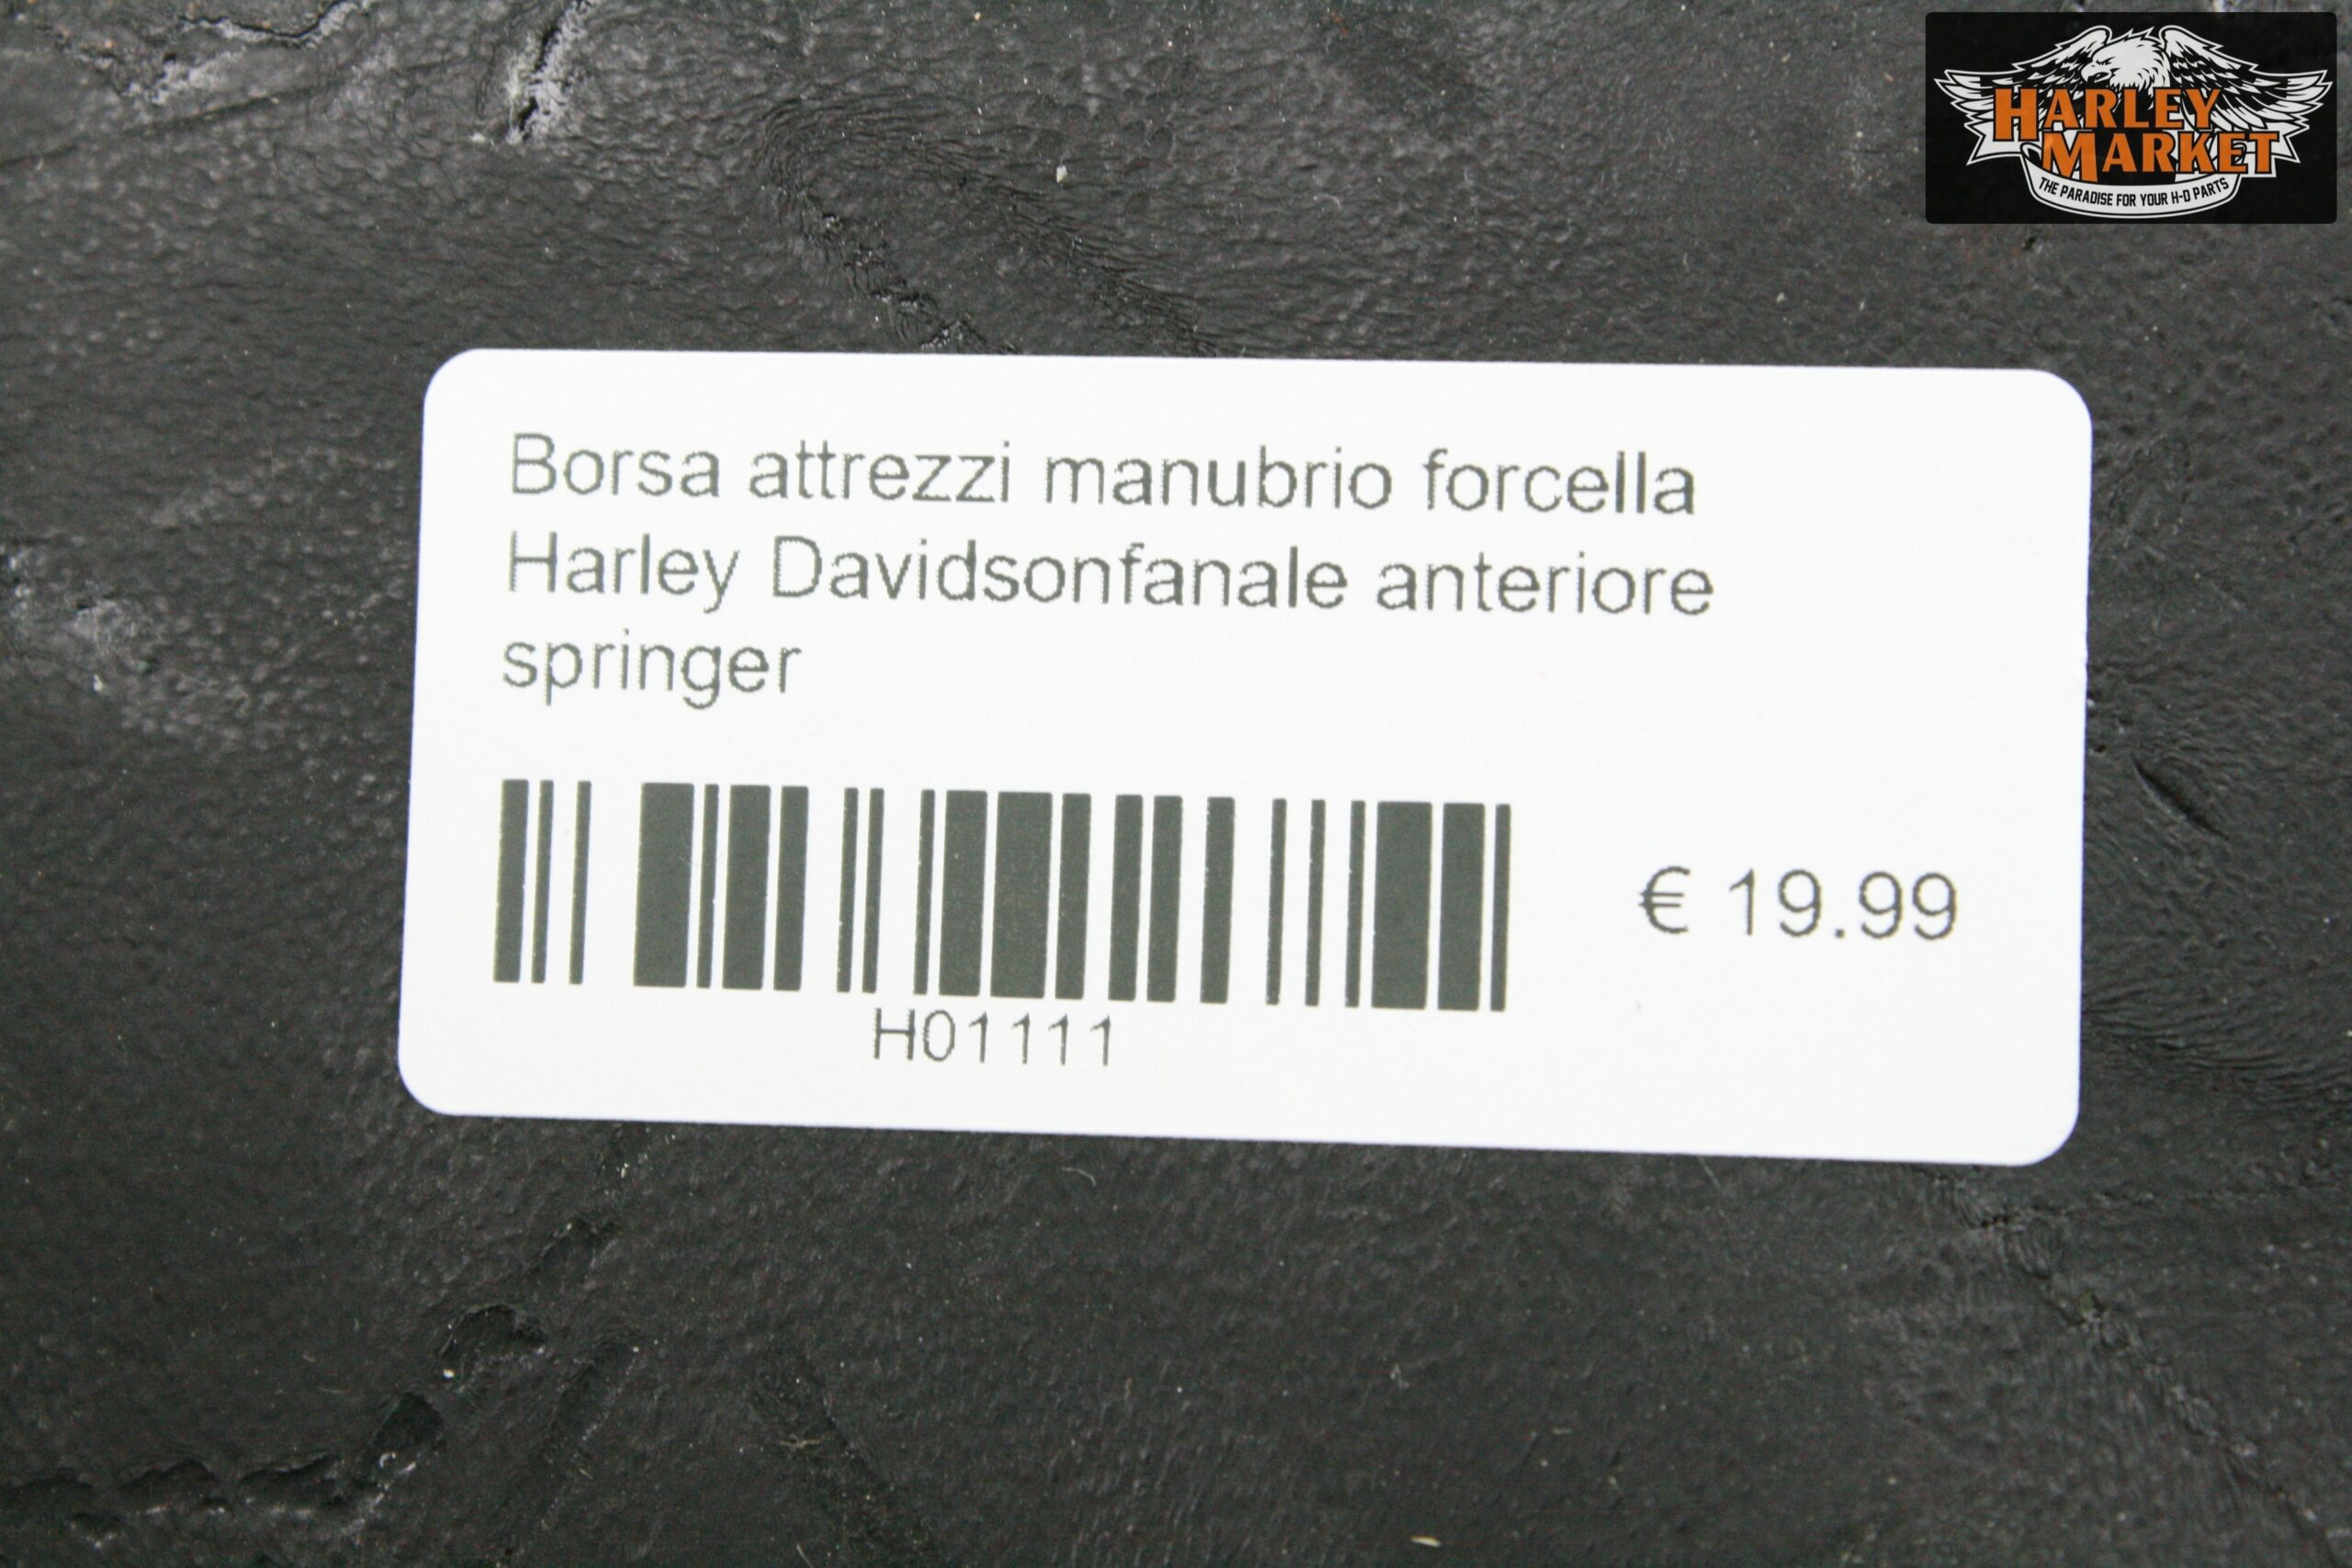 HARLEY
MARKET
THE PARADISE FOR YOUR H-D PARTS
Borsa attrezzi manubrio forcella
Harley Davidsonfanale anteriore
springer
€ 19.99
H01111